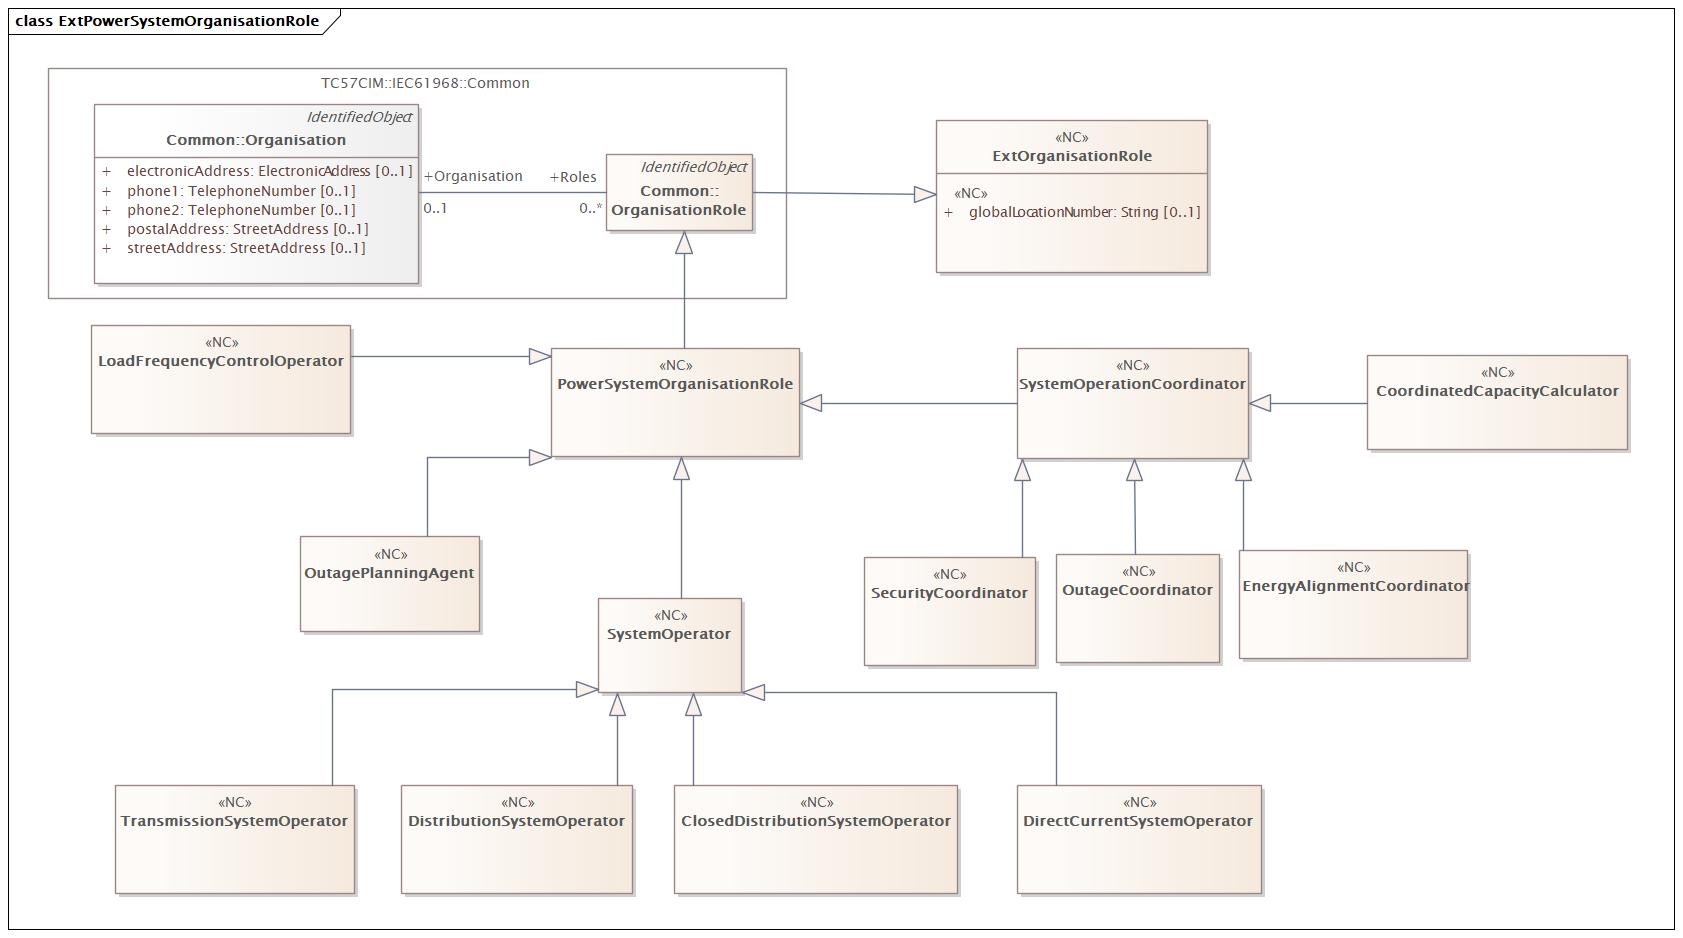 class ExtPowerSystemOrganisationRole
TC57CIM::IEC61968::Common
IdentifiedObject
Common::Organisation
+ electronicAddress: ElectronicAddress [0..1]
+ phone1: TelephoneNumber [0..1]
+ phone2: TelephoneNumber [0..1]
+ postalAddress: StreetAddress [0..1]
+ streetAddress: StreetAddress [0..1]
+Organisation
0..1
+Roles
0..*
IdentifiedObject
Common::
OrganisationRole
«NC»
ExtOrganisationRole
«NC»
+ globalLocationNumber: String [0..1]
«NC»
LoadFrequencyControlOperator
«NC»
PowerSystemOrganisationRole
«NC»
SystemOperationCoordinator
«NC»
CoordinatedCapacityCalculator
«NC»
OutagePlanningAgent
«NC»
SystemOperator
«NC»
SecurityCoordinator
«NC»
OutageCoordinator
«NC»
EnergyAlignmentCoordinator
«NC»
TransmissionSystemOperator
«NC»
DistributionSystemOperator
«NC»
ClosedDistributionSystemOperator
«NC»
DirectCurrentSystemOperator